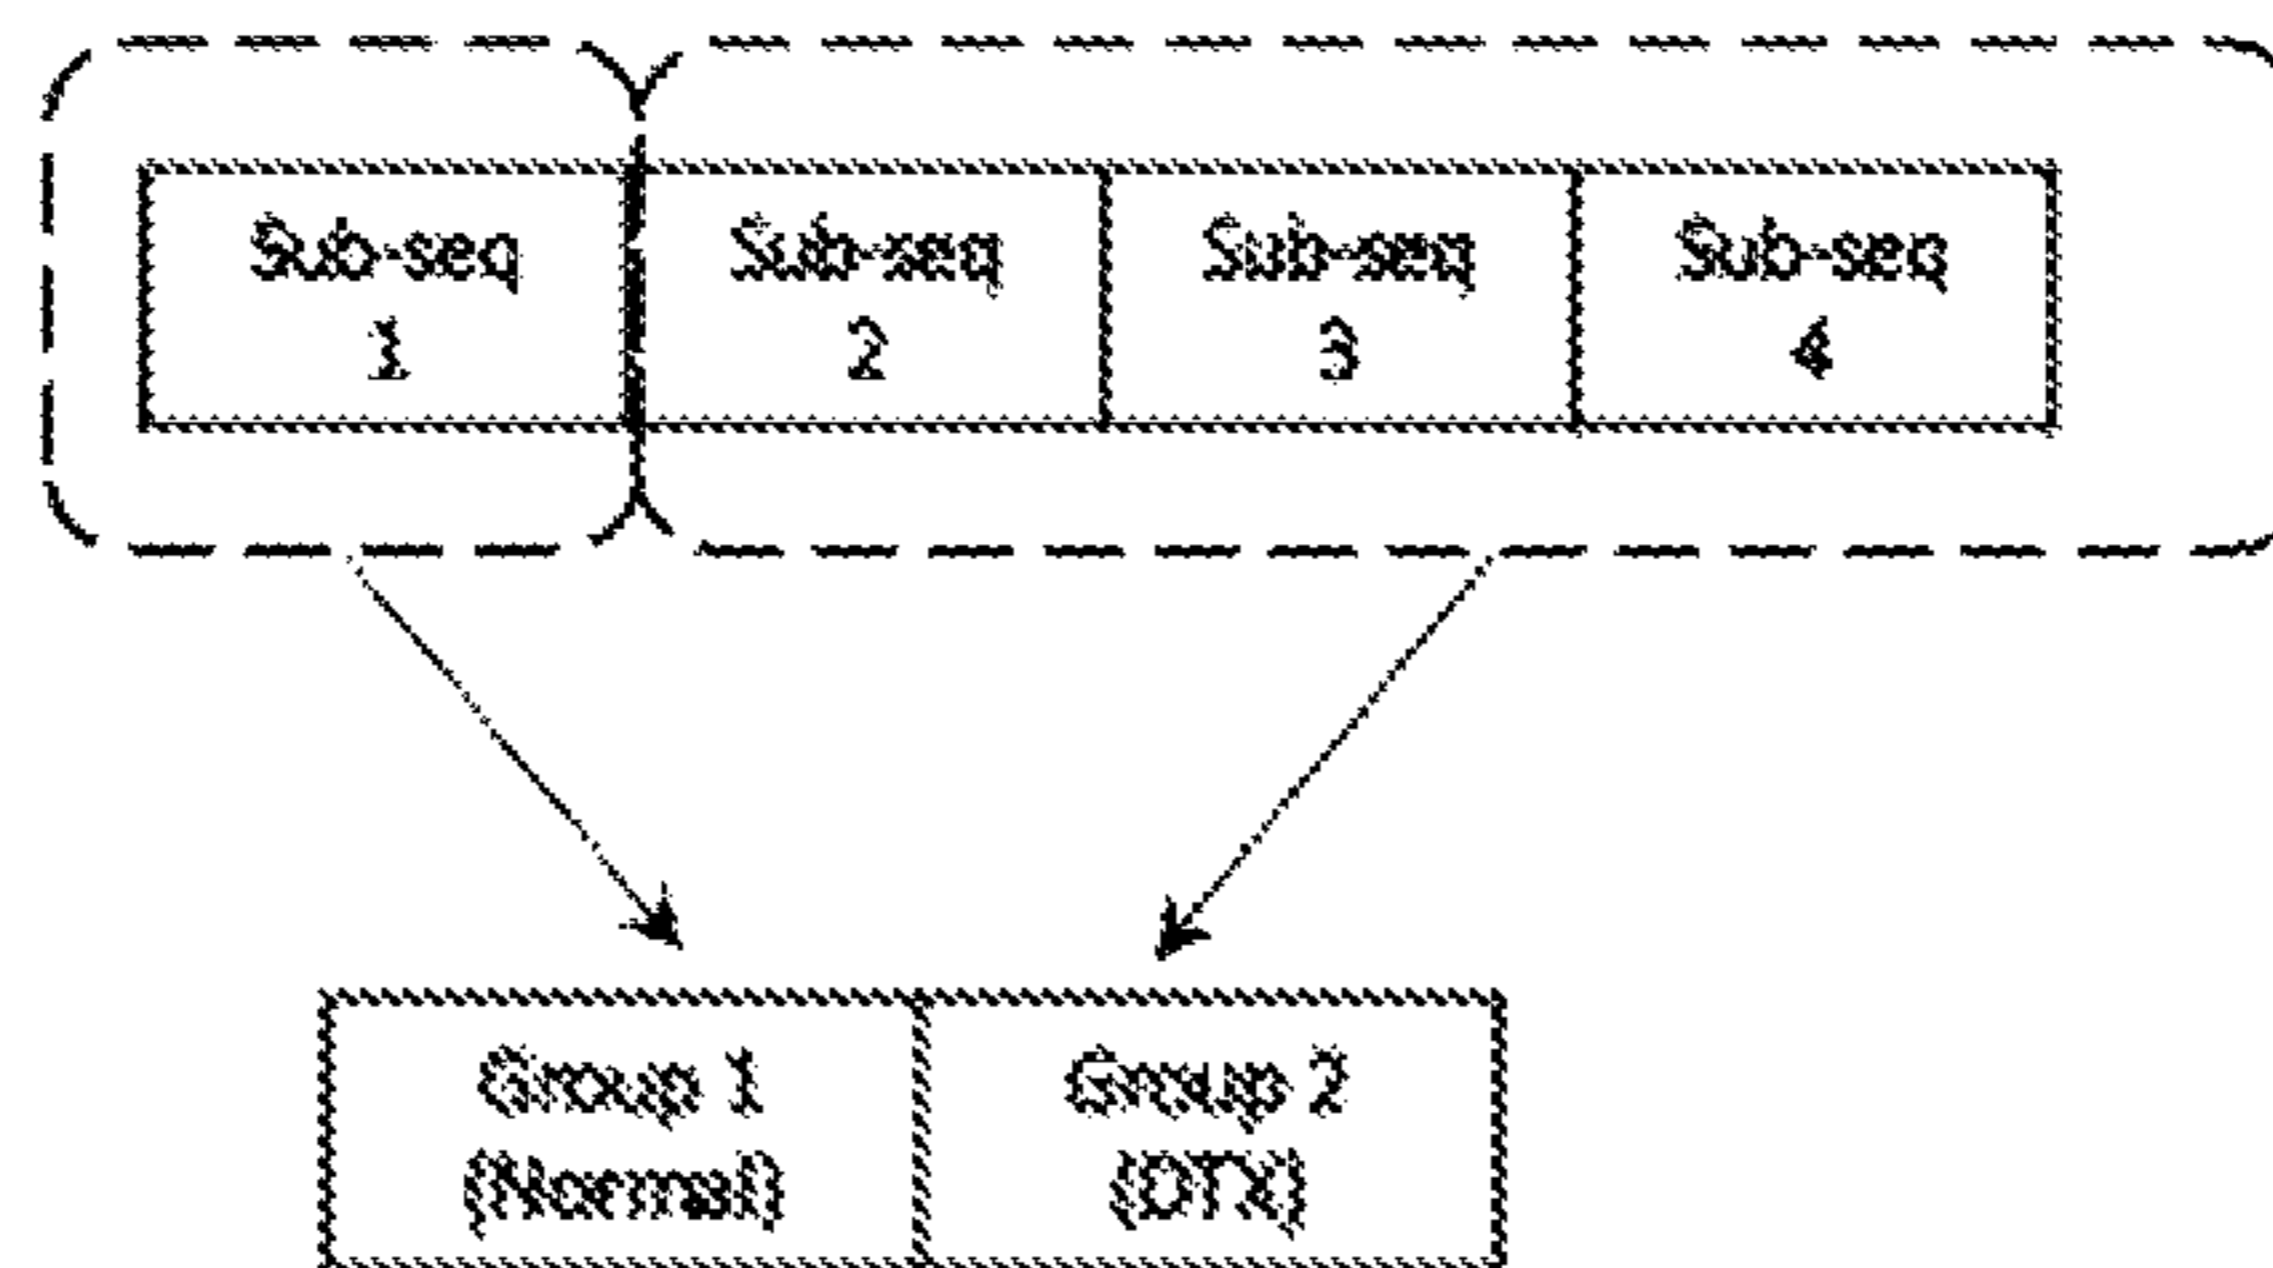 Sub-seq
1
Sub-seq
2
Sub-seq
3
Sub-seq
4
Group 1
(Normal)
Group 2
(DTX)